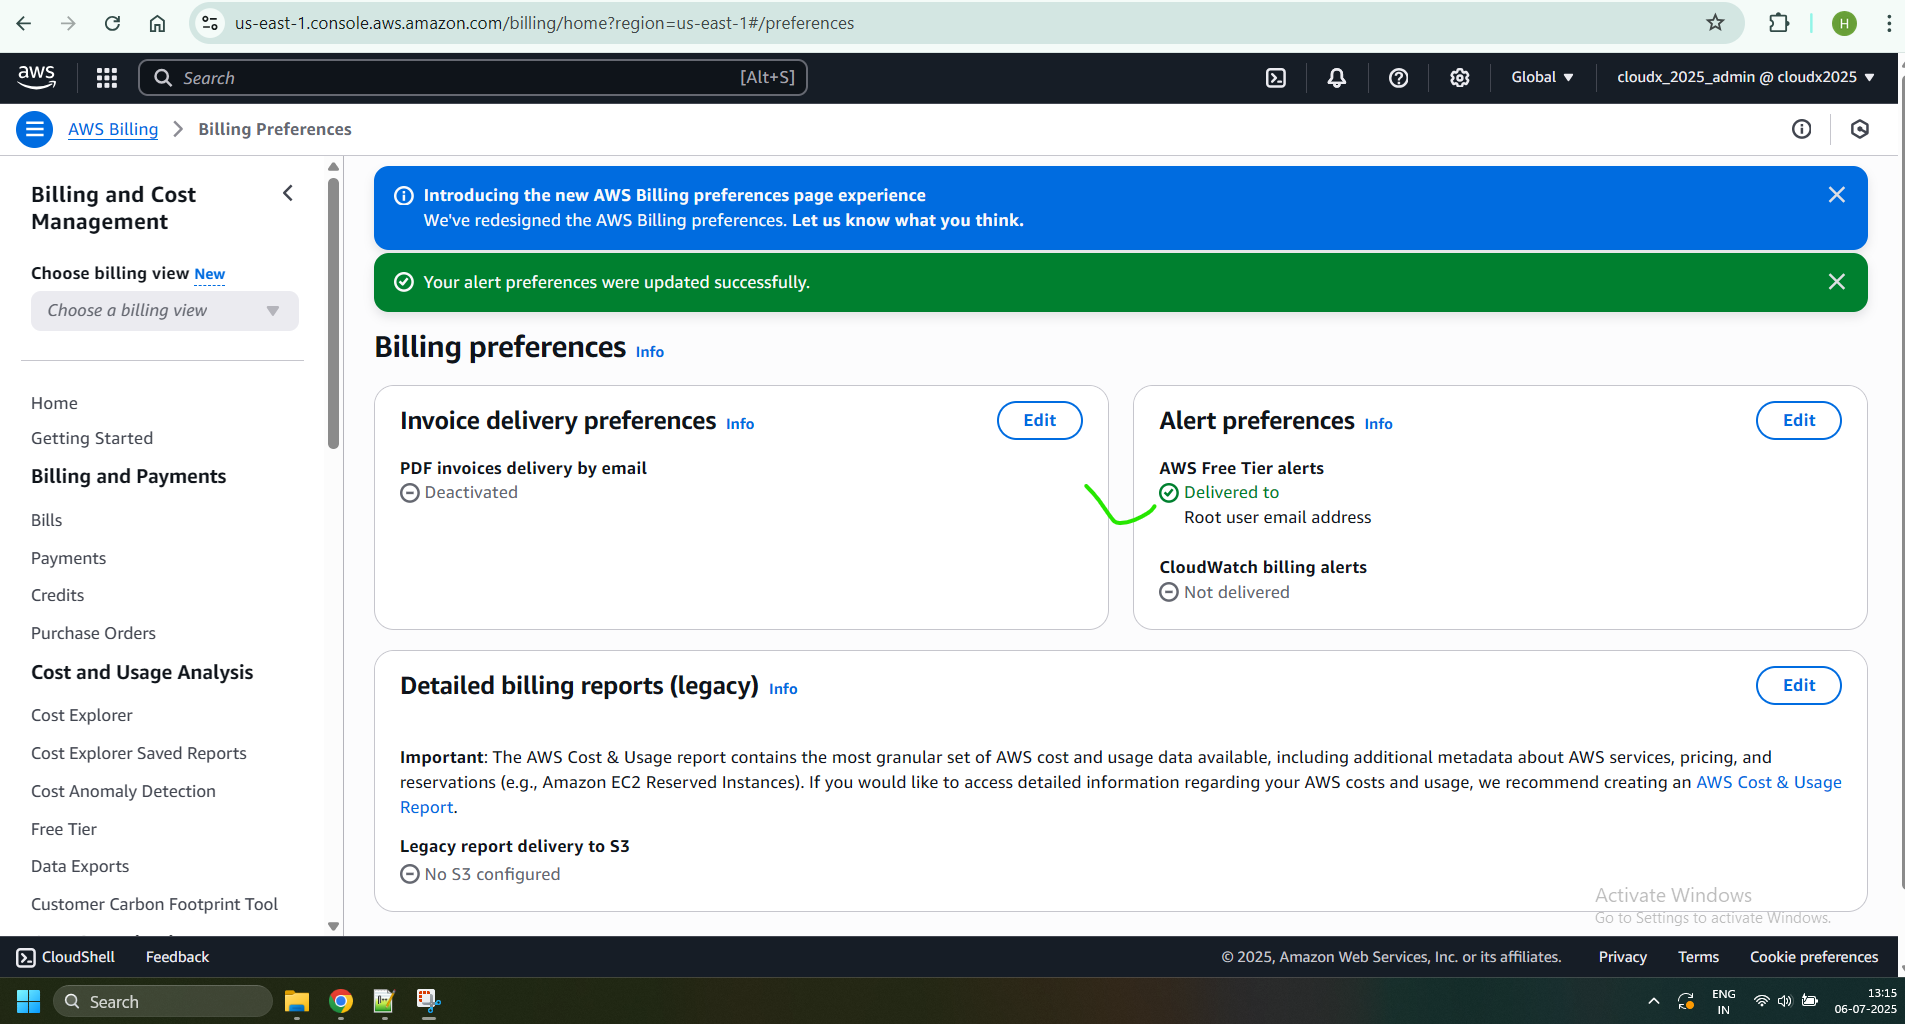 us-east-1.console.aws.amazon.com/billing/home?region=us-east-1#/preferences
H
aws
Search
[Alt+S]
Global
cloudx_2025_admin @ cloudx2025
AWS Billing
Billing Preferences
Billing and Cost
Management
Choose billing view New
Choose a billing view
Home
Getting Started
Billing and Payments
Bills
Payments
Credits
Purchase Orders
Cost and Usage Analysis
Cost Explorer
Cost Explorer Saved Reports
Cost Anomaly Detection
Free Tier
Data Exports
Customer Carbon Footprint Tool
Introducing the new AWS Billing preferences page experience
We've redesigned the AWS Billing preferences. Let us know what you think.
Your alert preferences were updated successfully.
Billing preferences Info
Invoice delivery preferences Info
Edit
PDF invoices delivery by email
Deactivated
Alert preferences Info
Edit
AWS Free Tier alerts
Delivered to
Root user email address
CloudWatch billing alerts
Not delivered
Detailed billing reports (legacy) Info
Edit
Important: The AWS Cost & Usage report contains the most granular set of AWS cost and usage data available, including additional metadata about AWS services, pricing, and
reservations (e.g., Amazon EC2 Reserved Instances). If you would like to access detailed information regarding your AWS costs and usage, we recommend creating an AWS Cost & Usage
Report.
Legacy report delivery to S3
No S3 configured
Activate Windows
Go to Settings to activate Windows.
CloudShell
Feedback
© 2025, Amazon Web Services, Inc. or its affiliates.
Privacy
Terms
Cookie preferences
Search
ENG
IN
13:15
06-07-2025